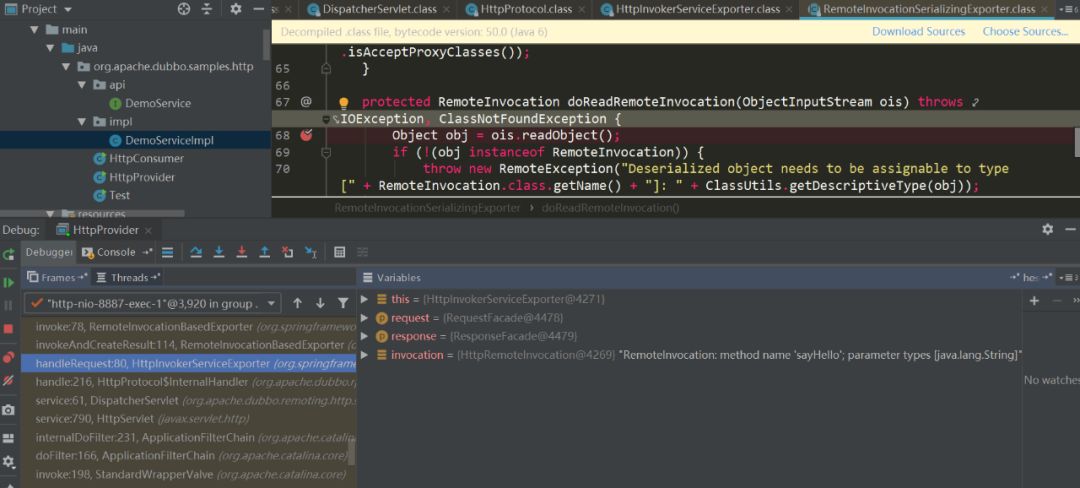 Project
DispatcherServlet.class
HttpProtocol.class
HttpInvokerServiceExporter.class
RemoteInvocationSerializingExporter.class
main
java
org.apache.dubbo.samples.http
api
DemoService
impl
DemoServiceImpl
HttpConsumer
HttpProvider
Test
resources
Decompiled .class file, bytecode version: 50.0 (Java 6)
Download Sources
Choose Sources...
.isAcceptProxyClasses());
65 }
66
67 @ protected RemoteInvocation doReadRemoteInvocation(ObjectInputStream ois) throws
IOException, ClassNotFoundException {
68 Object obj = ois.readObject();
69 if (!(obj instanceof RemoteInvocation)) {
70 throw new RemoteException("Deserialized object needs to be assignable to type
[" + RemoteInvocation.class.getName() + "]: " + ClassUtils.getDescriptiveType(obj));
RemoteInvocationSerializingExporter › doReadRemoteInvocation()
Debug: HttpProvider
Debugger Console
Frames Threads
"http-nio-8887-exec-1"@3,920 in group .
invoke:78, RemoteInvocationBasedExporter (org.springframewo
invokeAndCreateResult:114, RemoteInvocationBasedExporter (o
handleRequest:80, HttpInvokerServiceExporter (org.springfram
handle:216, HttpProtocol$InternalHandler (org.apache.dubbo.r
service:61, DispatcherServlet (org.apache.dubbo.remoting.http.s
service:790, HttpServlet (javax.servlet.http)
internalDoFilter:231, ApplicationFilterChain (org.apache.catalina
doFilter:166, ApplicationFilterChain (org.apache.catalina.core)
invoke:198, StandardWrapperValve (org.apache.catalina.core)
Variables
this = {HttpInvokerServiceExporter@4271}
request = {RequestFacade@4478}
response = {ResponseFacade@4479}
invocation = {HttpRemoteInvocation@4269} "RemoteInvocation: method name 'sayHello'; parameter types [java.lang.String]"
No watches